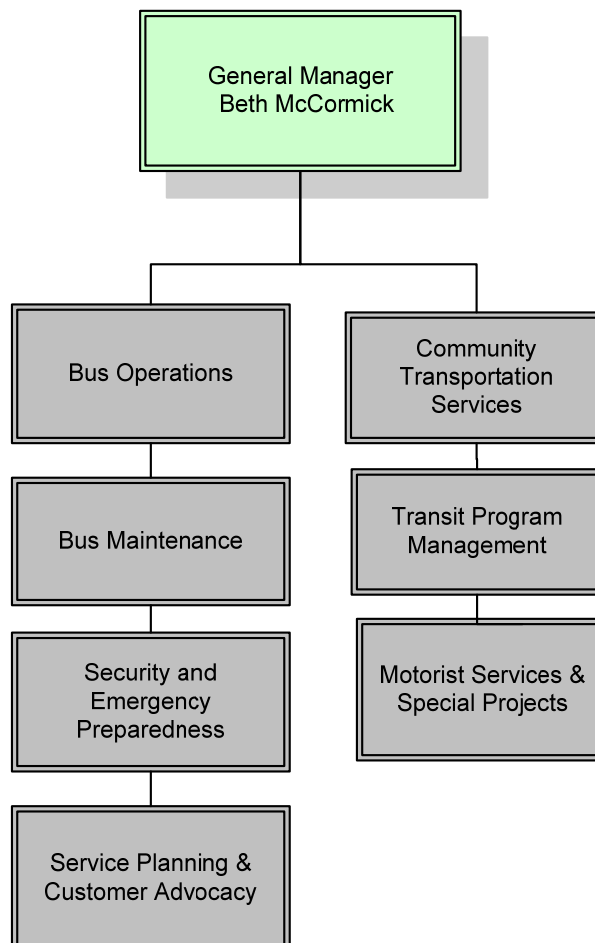 General Manager
Beth McCormick
Bus Operations
Bus Maintenance
Security and
Emergency
Preparedness
Service Planning &
Customer Advocacy
Community
Transportation
Services
Transit Program
Management
Motorist Services &
Special Projects